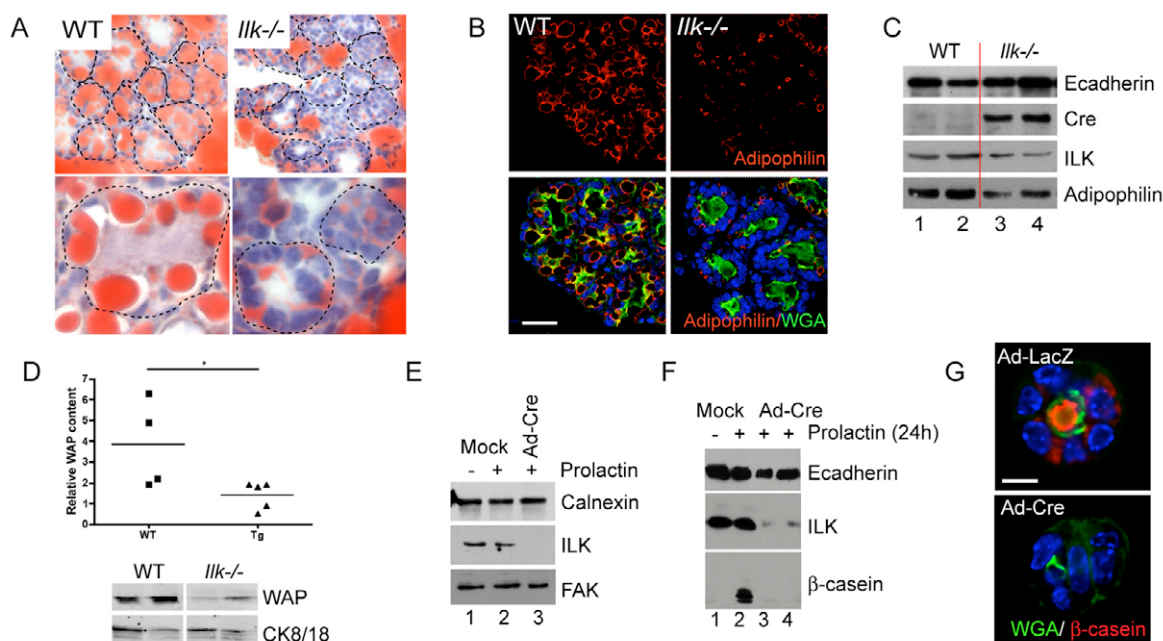 A
WT
Ilk-/-
B
WT
Ilk-/-
Adipophilin
Adipophilin/WGA
C
WT Ilk-/-
Ecadherin
Cre
ILK
Adipophilin
1 2 3 4
D
*
Relative WAP content
7
6
5
4
3
2
1
0
WT Tg
WT Ilk-/-
WAP
CK8/18
E
Mock Ad-Cre
- + + Prolactin
Calnexin
ILK
FAK
1 2 3
F
Mock Ad-Cre
- + + + Prolactin (24h)
Ecadherin
ILK
β-casein
1 2 3 4
G
Ad-LacZ
Ad-Cre
WGA/ β-casein